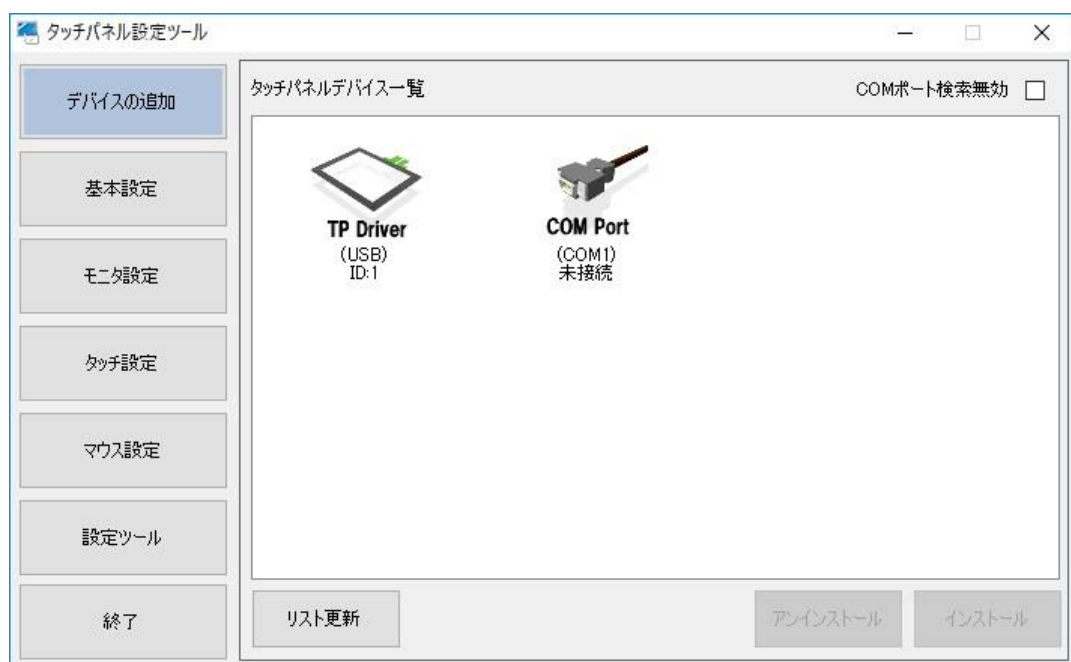 タッチパネル設定ツール
デバイスの追加
基本設定
モニタ設定
タッチ設定
マウス設定
設定ツール
終了
タッチパネルデバイス一覧
COMポート検索無効
TP Driver
(USB)
ID:1
COM Port
(COM1)
未接続
リスト更新
アンインストール
インストール